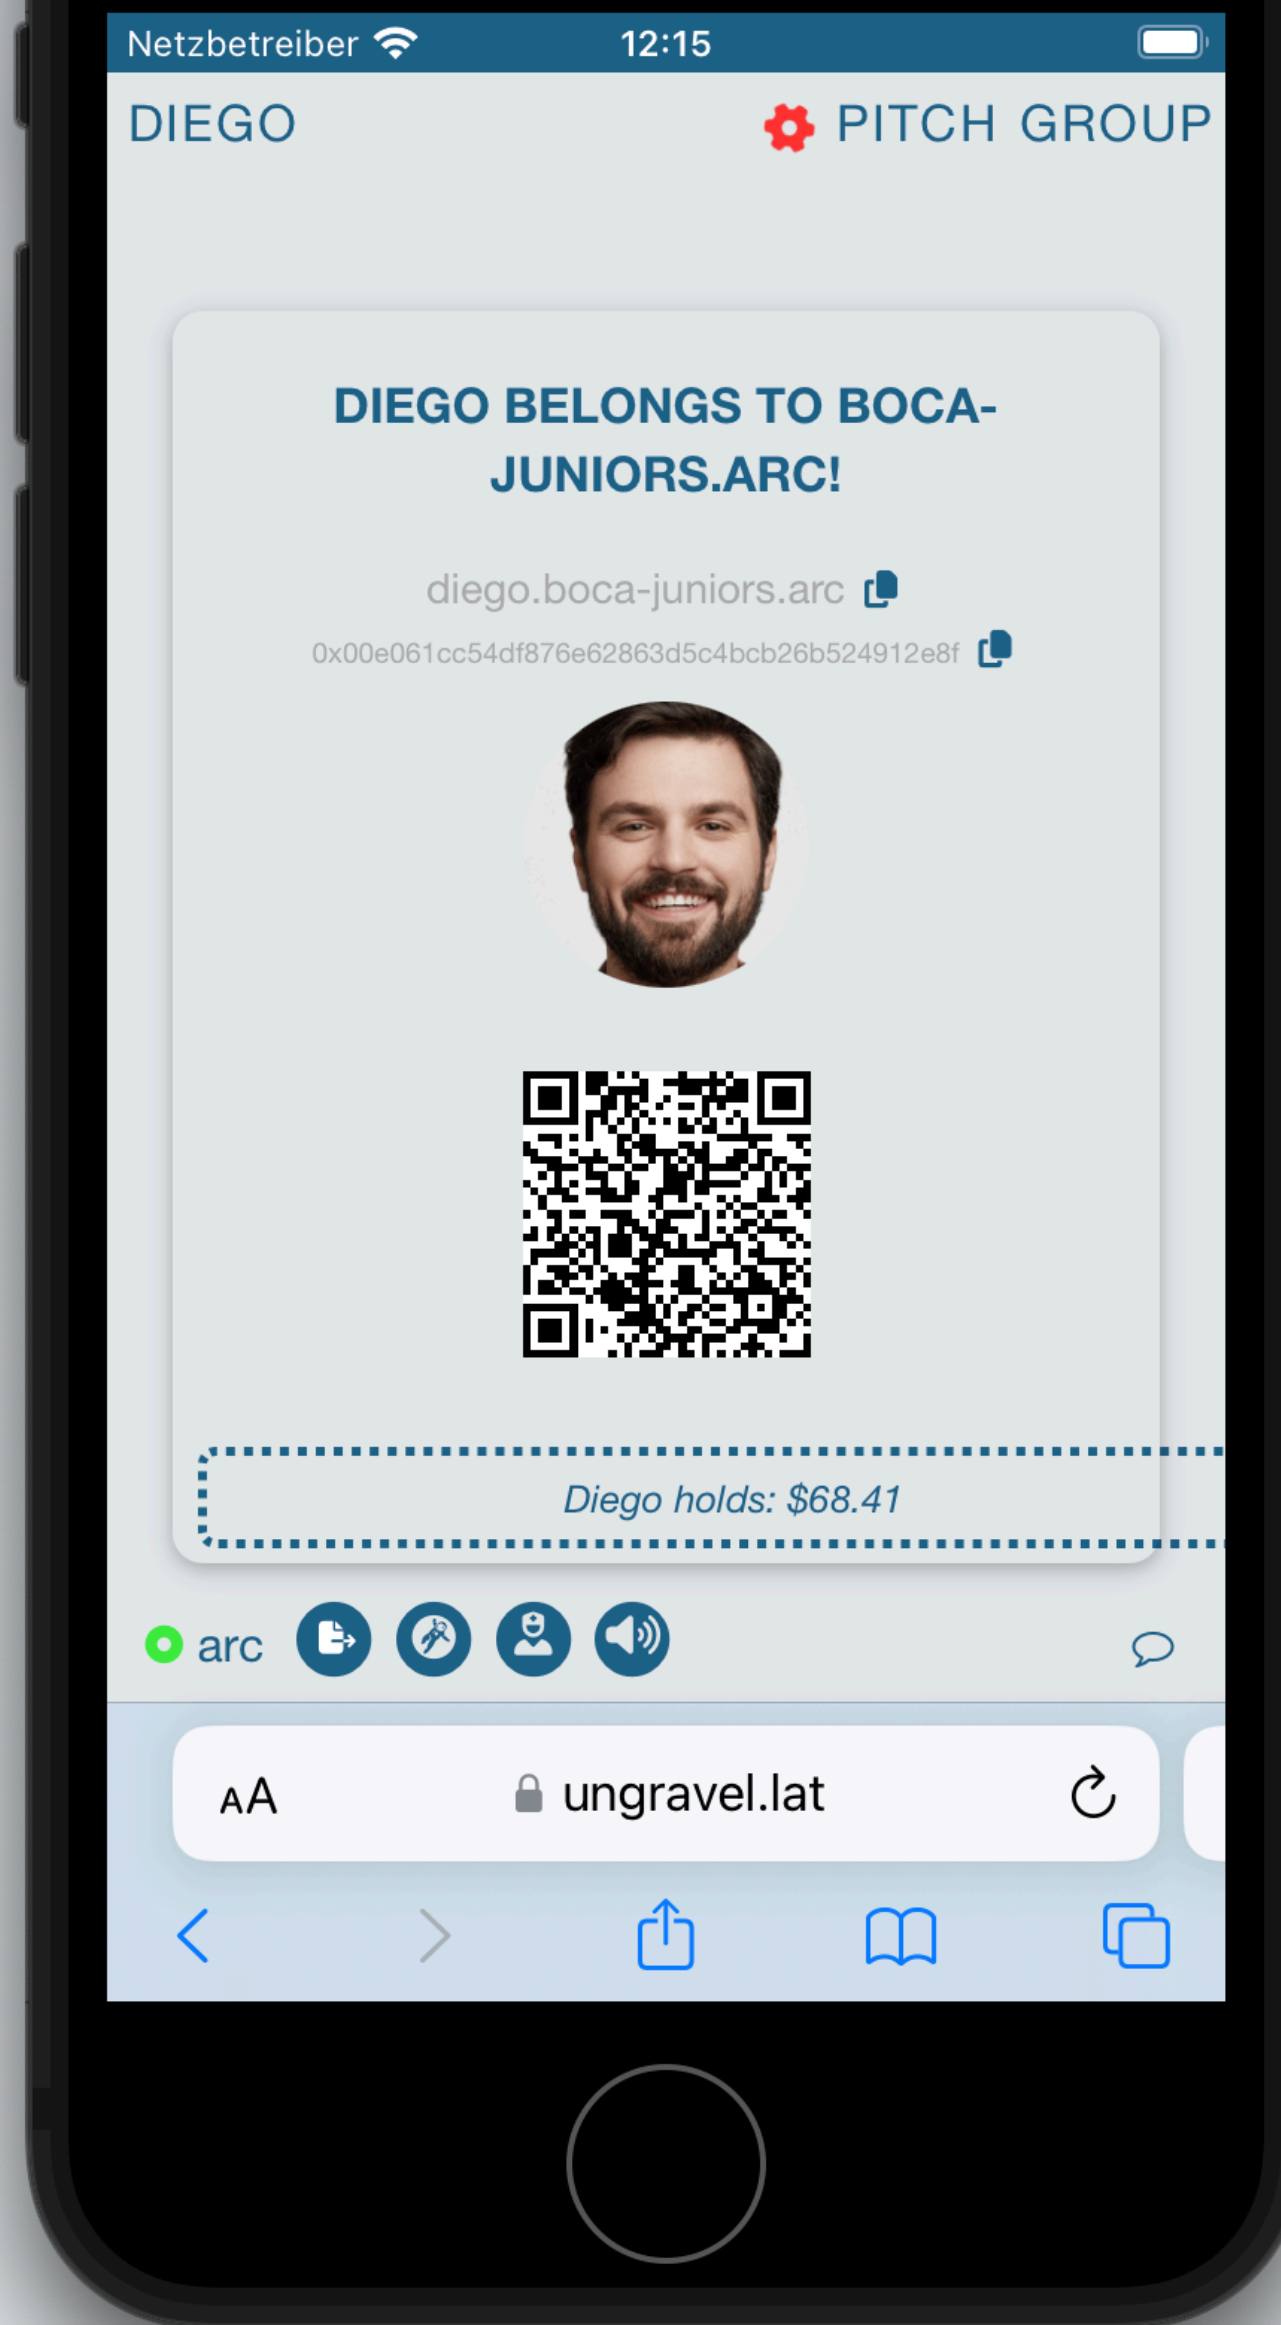 Netzbetreiber 12:15
DIEGO PITCH GROUP
DIEGO BELONGS TO BOCA-
JUNIORS.ARC!
diego.boca-juniors.arc
0x00e061cc54df876e62863d5c4bcb26b524912e8f
Diego holds: $68.41
arc
AA ungravel.lat